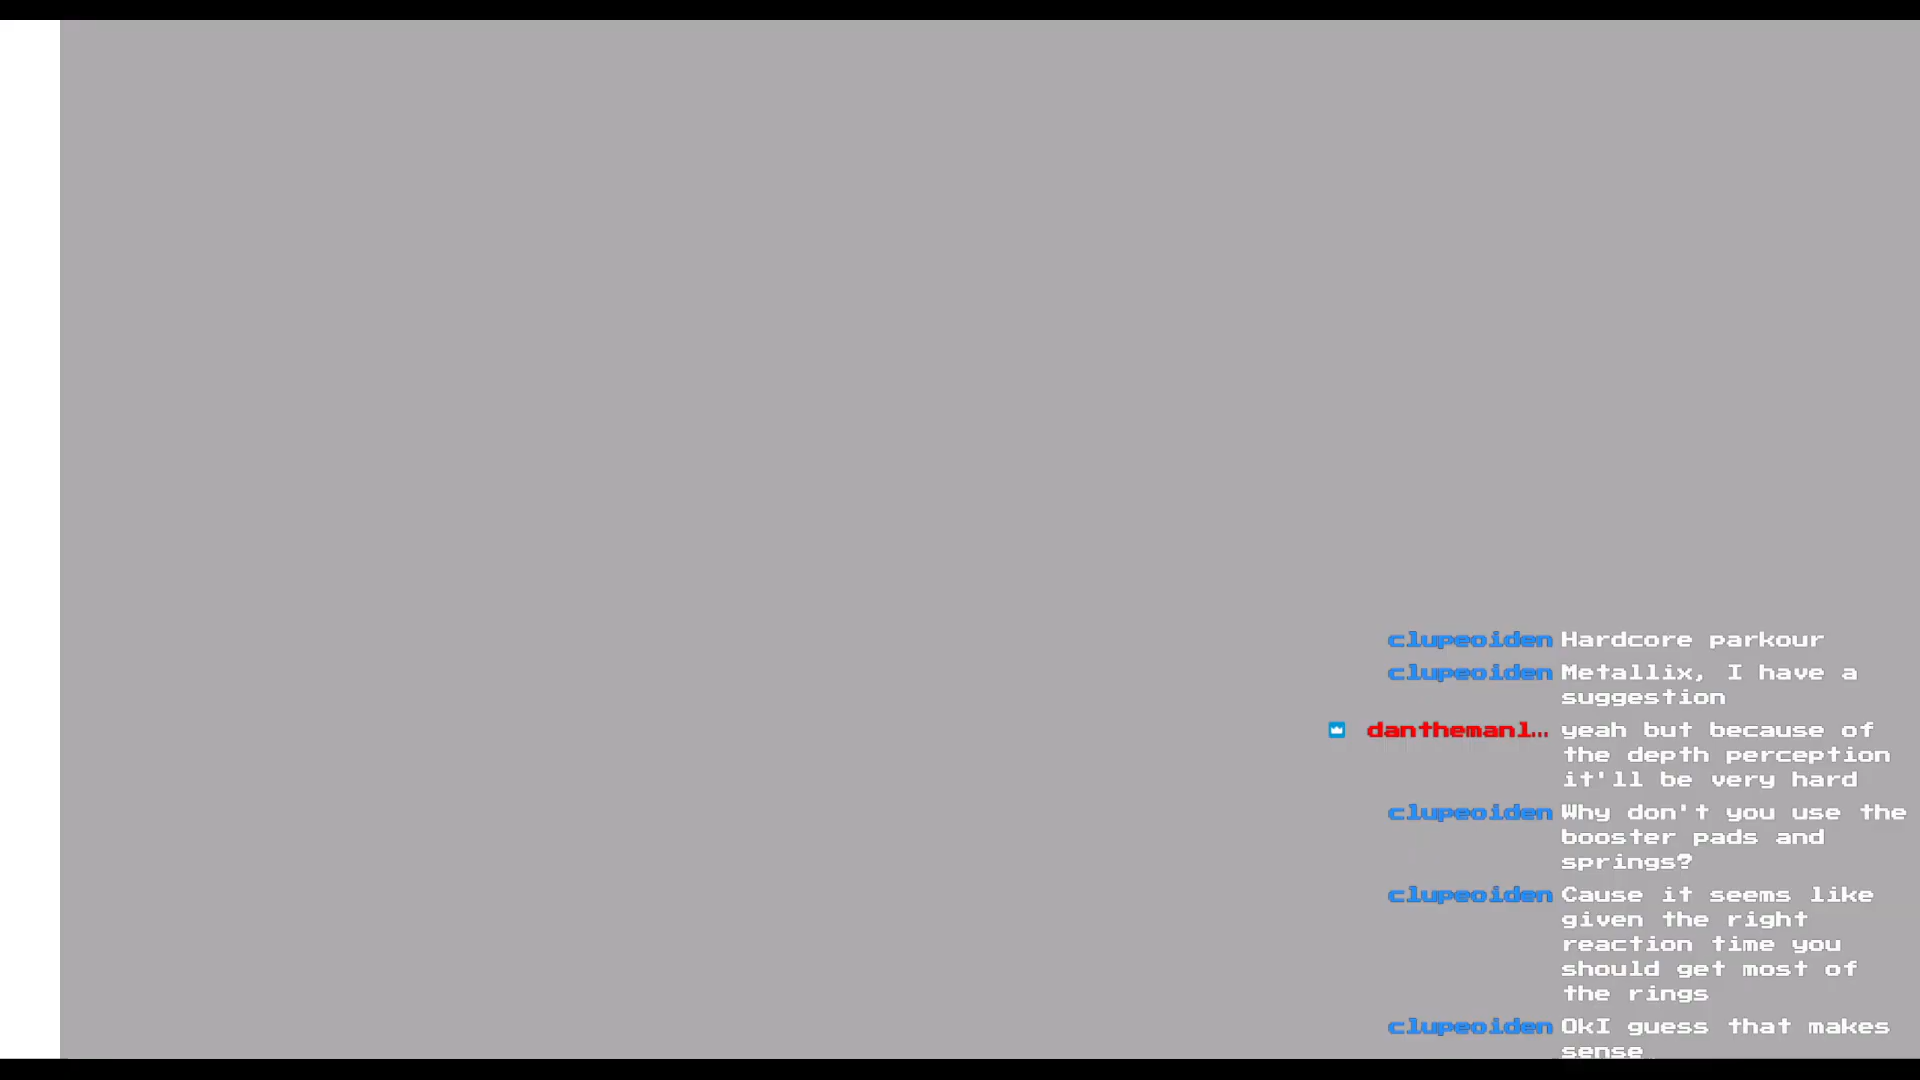 clupeoiden Hardcore parkour
clupeoiden Metallix, I have a
suggestion
danthemanl... yeah but because of
the depth perception
it'll be very hard
clupeoiden Why don't you use the
booster pads and
springs?
clupeoiden Cause it seems like
given the right
reaction time you
should get most of
the rings
clupeoiden OkI guess that makes
sense